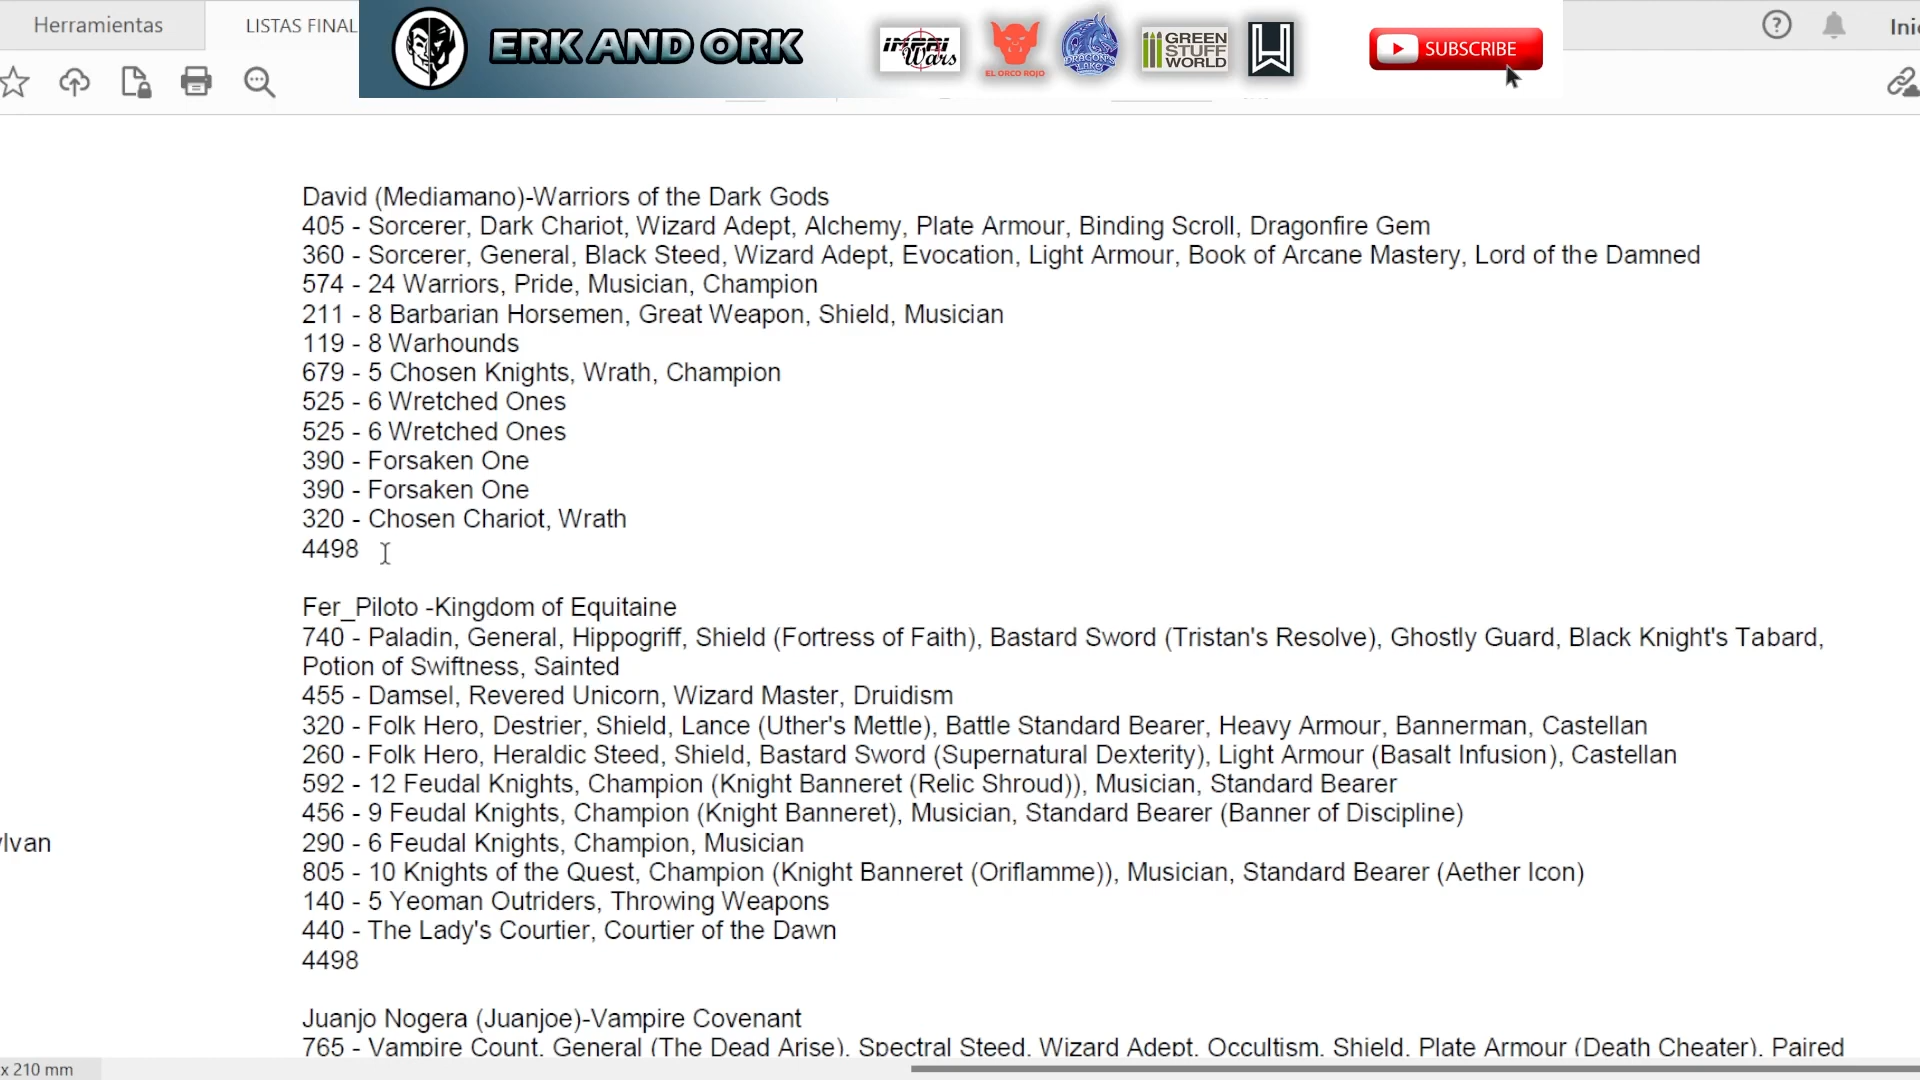 Herramientas
LISTAS FINAL
ERK AND ORK
IMPRI Wars
EL ORCO ROJO
DRAGON'S LAKE
GREEN STUFF WORLD
SUBSCRIBE
David (Mediamano)-Warriors of the Dark Gods
405 - Sorcerer, Dark Chariot, Wizard Adept, Alchemy, Plate Armour, Binding Scroll, Dragonfire Gem
360 - Sorcerer, General, Black Steed, Wizard Adept, Evocation, Light Armour, Book of Arcane Mastery, Lord of the Damned
574 - 24 Warriors, Pride, Musician, Champion
211 - 8 Barbarian Horsemen, Great Weapon, Shield, Musician
119 - 8 Warhounds
679 - 5 Chosen Knights, Wrath, Champion
525 - 6 Wretched Ones
525 - 6 Wretched Ones
390 - Forsaken One
390 - Forsaken One
320 - Chosen Chariot, Wrath
4498
Fer_Piloto -Kingdom of Equitaine
740 - Paladin, General, Hippogriff, Shield (Fortress of Faith), Bastard Sword (Tristan's Resolve), Ghostly Guard, Black Knight's Tabard,
Potion of Swiftness, Sainted
455 - Damsel, Revered Unicorn, Wizard Master, Druidism
320 - Folk Hero, Destrier, Shield, Lance (Uther's Mettle), Battle Standard Bearer, Heavy Armour, Bannerman, Castellan
260 - Folk Hero, Heraldic Steed, Shield, Bastard Sword (Supernatural Dexterity), Light Armour (Basalt Infusion), Castellan
592 - 12 Feudal Knights, Champion (Knight Banneret (Relic Shroud)), Musician, Standard Bearer
456 - 9 Feudal Knights, Champion (Knight Banneret), Musician, Standard Bearer (Banner of Discipline)
290 - 6 Feudal Knights, Champion, Musician
805 - 10 Knights of the Quest, Champion (Knight Banneret (Oriflamme)), Musician, Standard Bearer (Aether Icon)
140 - 5 Yeoman Outriders, Throwing Weapons
440 - The Lady's Courtier, Courtier of the Dawn
4498
Juanjo Nogera (Juanjoe)-Vampire Covenant
765 - Vampire Count, General (The Dead Arise), Spectral Steed, Wizard Adept, Occultism, Shield, Plate Armour (Death Cheater), Paired
lvan
x 210 mm